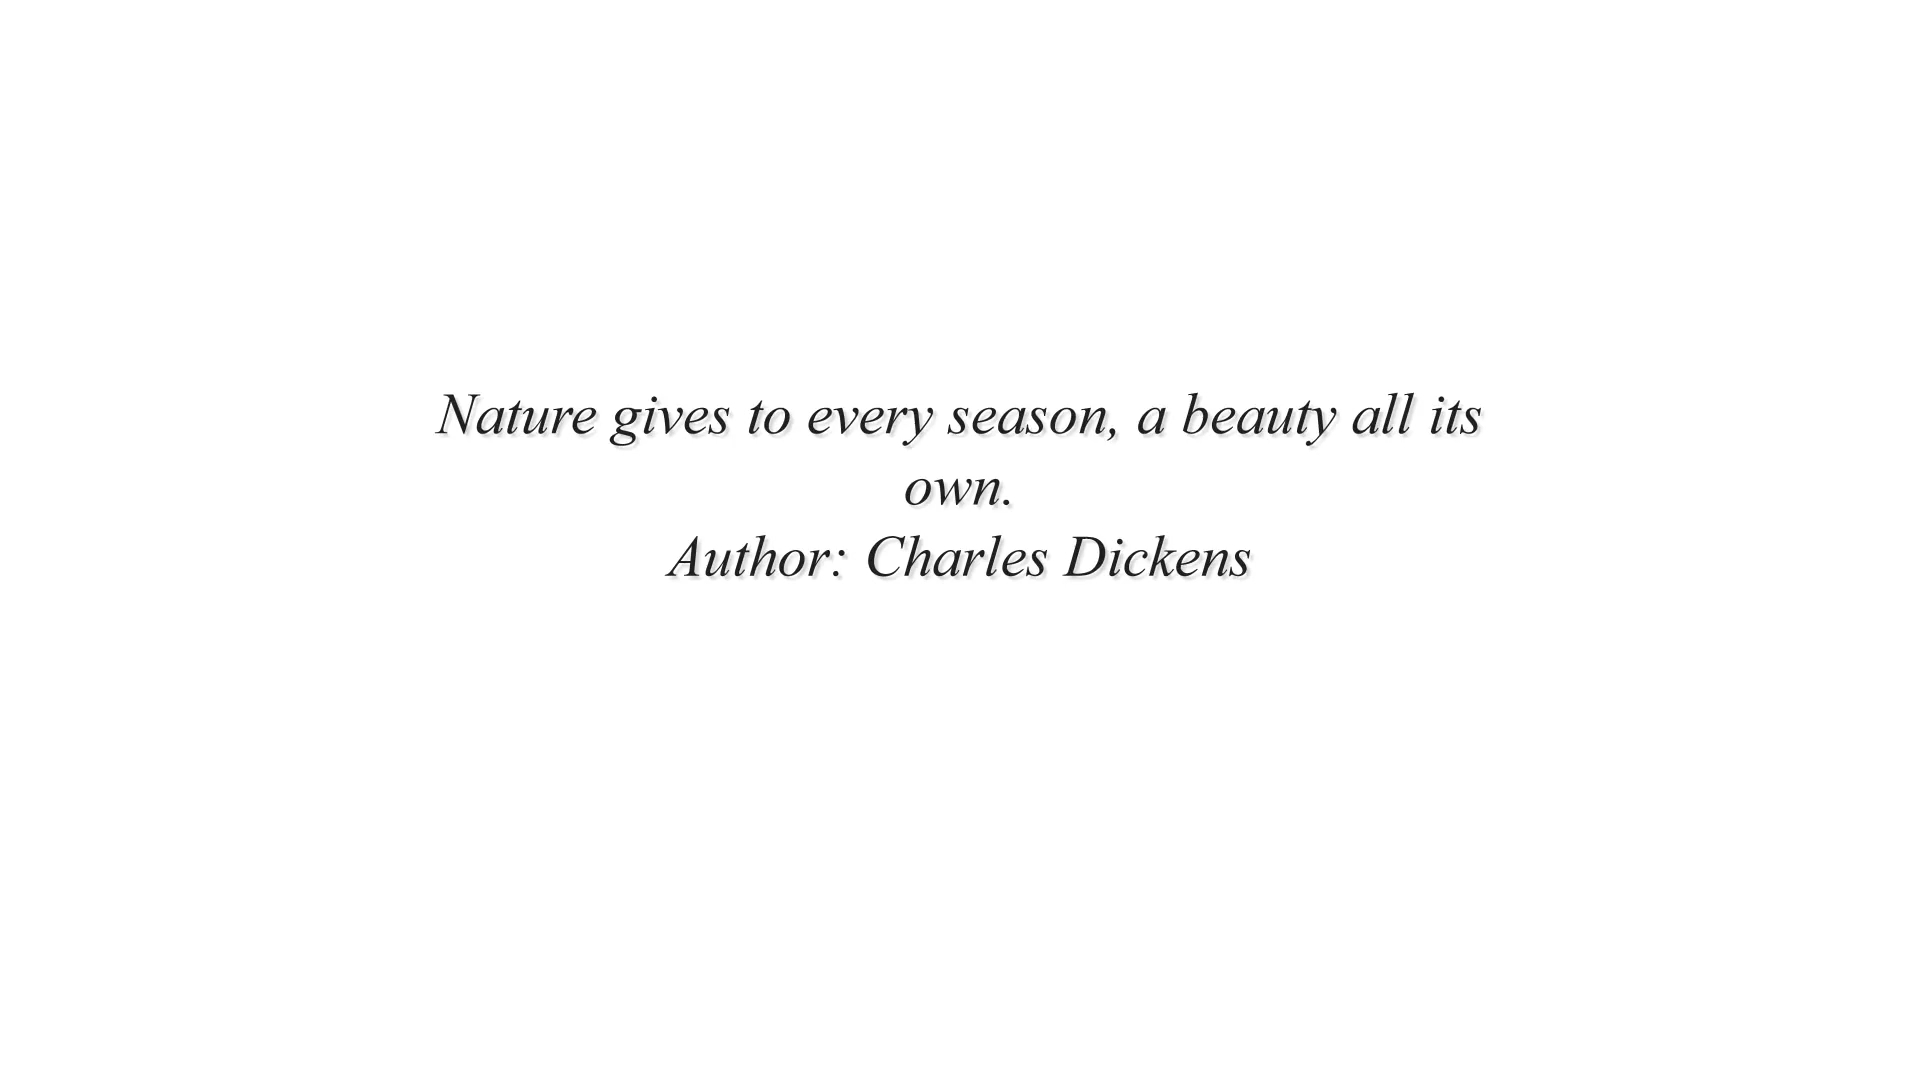 Nature gives to every season, a beauty all its
own.
Author: Charles Dickens